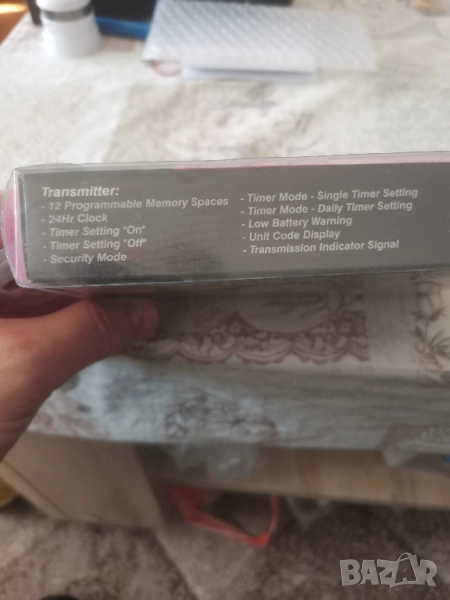 Transmitter:
- 12 Programmable Memory Spaces
- 24Hr Clock
- Timer Setting "On"
- Timer Setting "Off"
- Security Mode
- Timer Mode - Single Timer Setting
- Timer Mode - Daily Timer Setting
- Low Battery Warning
- Unit Code Display
- Transmission Indicator Signal
BAZAR